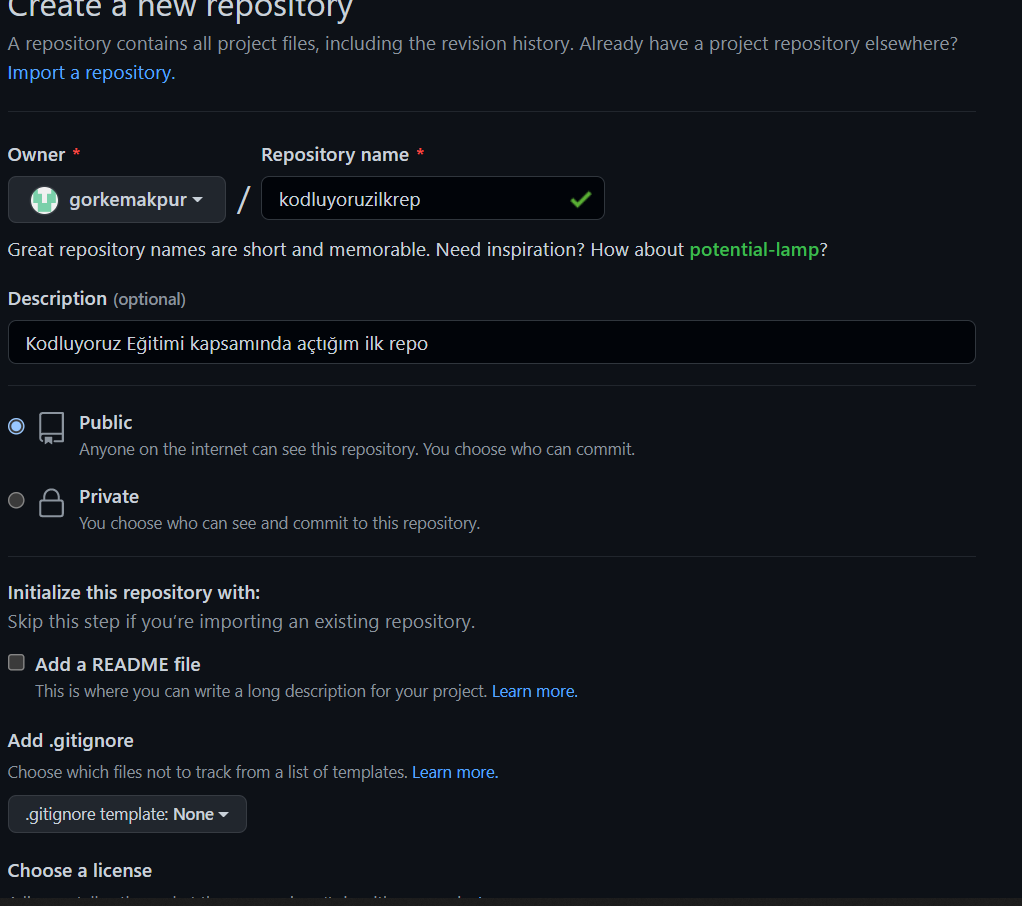 Create a new repository
A repository contains all project files, including the revision history. Already have a project repository elsewhere?
Import a repository.
Owner *
Repository name *
gorkemakpur
/
kodluyoruzilkrep
Great repository names are short and memorable. Need inspiration? How about potential-lamp?
Description (optional)
Kodluyoruz Eğitimi kapsamında açtığım ilk repo
Public
Anyone on the internet can see this repository. You choose who can commit.
Private
You choose who can see and commit to this repository.
Initialize this repository with:
Skip this step if you’re importing an existing repository.
Add a README file
This is where you can write a long description for your project. Learn more.
Add .gitignore
Choose which files not to track from a list of templates. Learn more.
.gitignore template: None
Choose a license